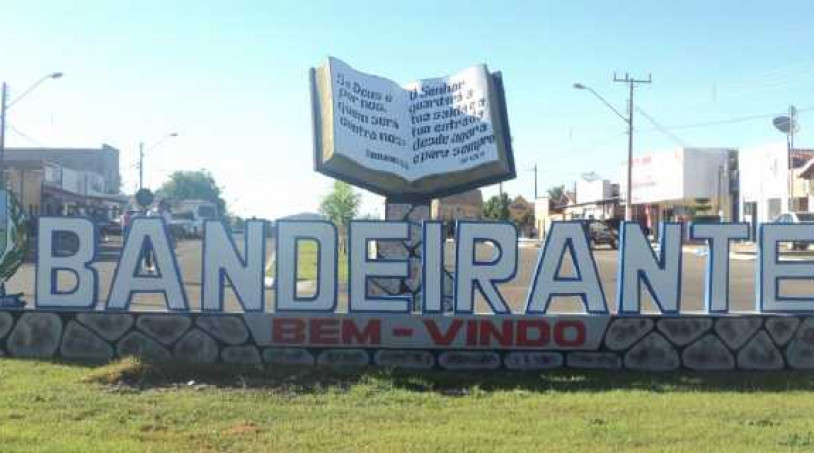 Se Deus é
por nós,
quem será
contra nós.
O Senhor
guardará a
tua saída e a
tua entrada
desde agora
e para sempre
BANDEIRANTE
BEM-VINDO